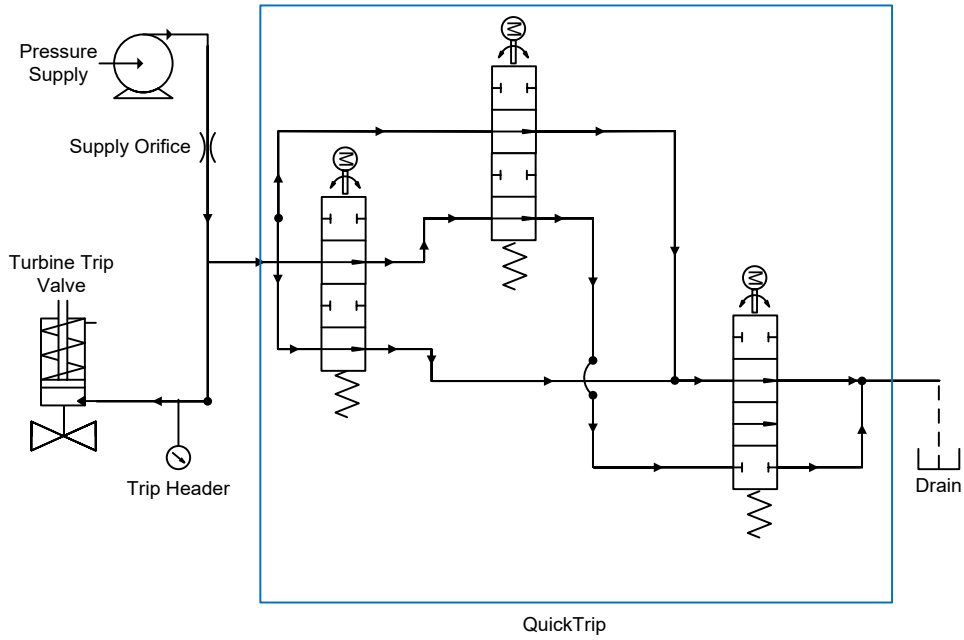 Pressure
Supply
M
Supply Orifice
M
Turbine Trip
Valve
M
Trip Header
Drain
QuickTrip